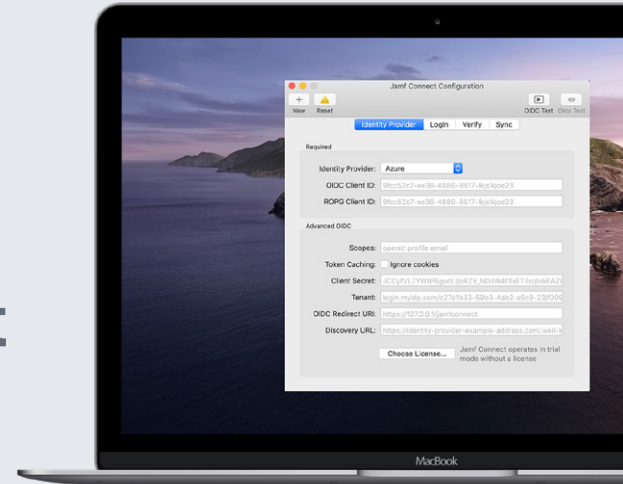 Jamf Connect Configuration
New Reset OIDC Test Okta Test
Identity Provider Login Verify Sync
Required
Identity Provider: Azure
OIDC Client ID:
ROPG Client ID:
Advanced OIDC
Scopes: openid profile email
Token Caching: Ignore cookies
Client Secret:
Tenant:
OIDC Redirect URI: https://127.0.0.1/jamfconnect
Discovery URL:
Choose License... Jamf Connect operates in trial
mode without a license
MacBook